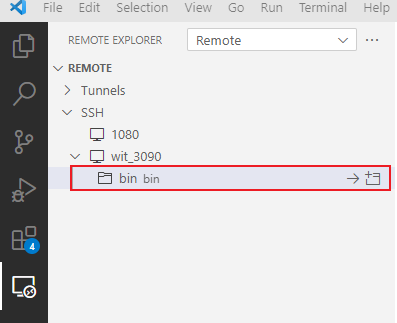 File Edit Selection View Go Run Terminal Help
REMOTE EXPLORER Remote
REMOTE
Tunnels
SSH
1080
wit_3090
bin bin
4